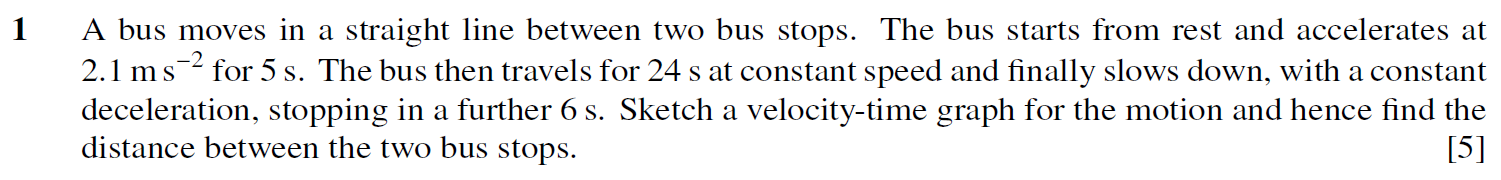 1 A bus moves in a straight line between two bus stops. The bus starts from rest and accelerates at
2.1 m s⁻² for 5 s. The bus then travels for 24 s at constant speed and finally slows down, with a constant
deceleration, stopping in a further 6 s. Sketch a velocity-time graph for the motion and hence find the
distance between the two bus stops. [5]